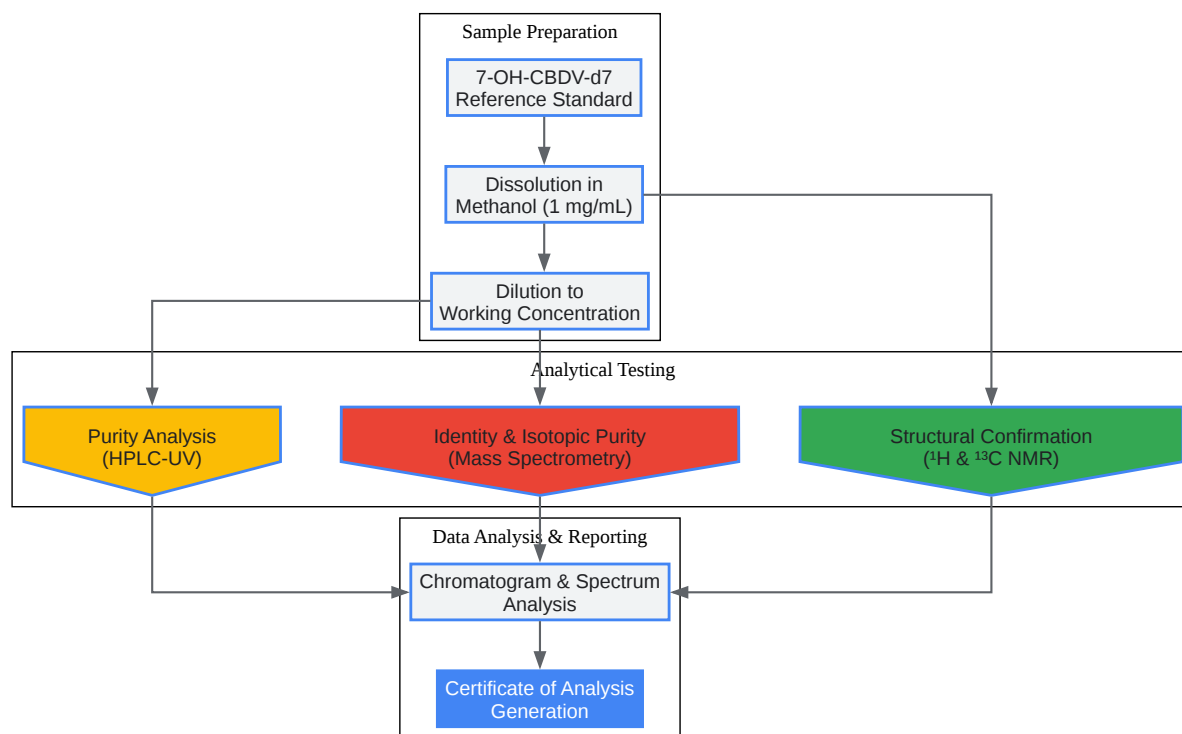 Sample Preparation
7-OH-CBDV-d7
Reference Standard
Dissolution in
Methanol (1 mg/mL)
Dilution to
Working Concentration
Analytical Testing
Purity Analysis
(HPLC-UV)
Identity & Isotopic Purity
(Mass Spectrometry)
Structural Confirmation
(¹H & ¹³C NMR)
Data Analysis & Reporting
Chromatogram & Spectrum
Analysis
Certificate of Analysis
Generation